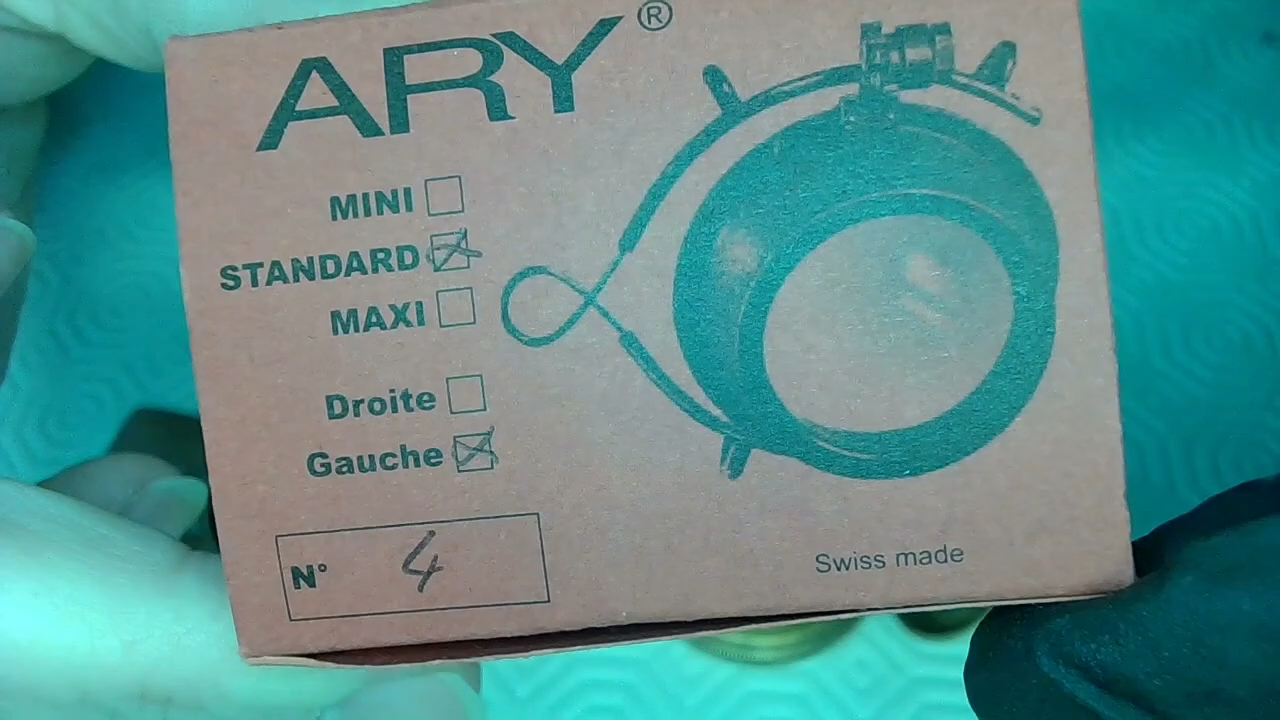 ARY®
MINI
STANDARD
MAXI
Droite
Gauche
N° 4
Swiss made